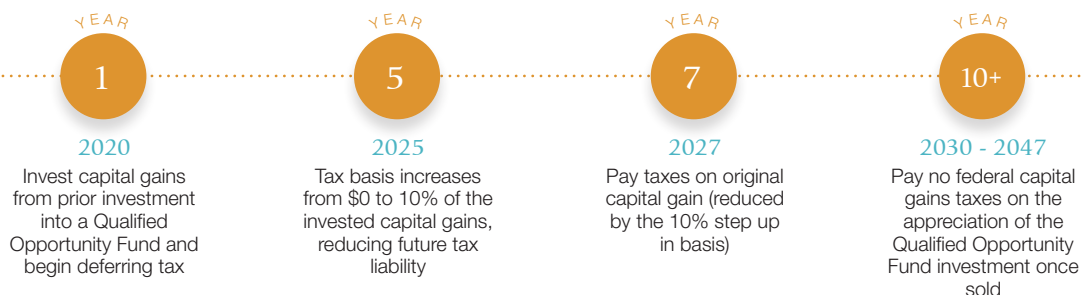 YEAR
1
2020
Invest capital gains
from prior investment
into a Qualified
Opportunity Fund and
begin deferring tax
YEAR
5
2025
Tax basis increases
from $0 to 10% of the
invested capital gains,
reducing future tax
liability
YEAR
7
2027
Pay taxes on original
capital gain (reduced
by the 10% step up
in basis)
YEAR
10+
2030 - 2047
Pay no federal capital
gains taxes on the
appreciation of the
Qualified Opportunity
Fund investment once
sold